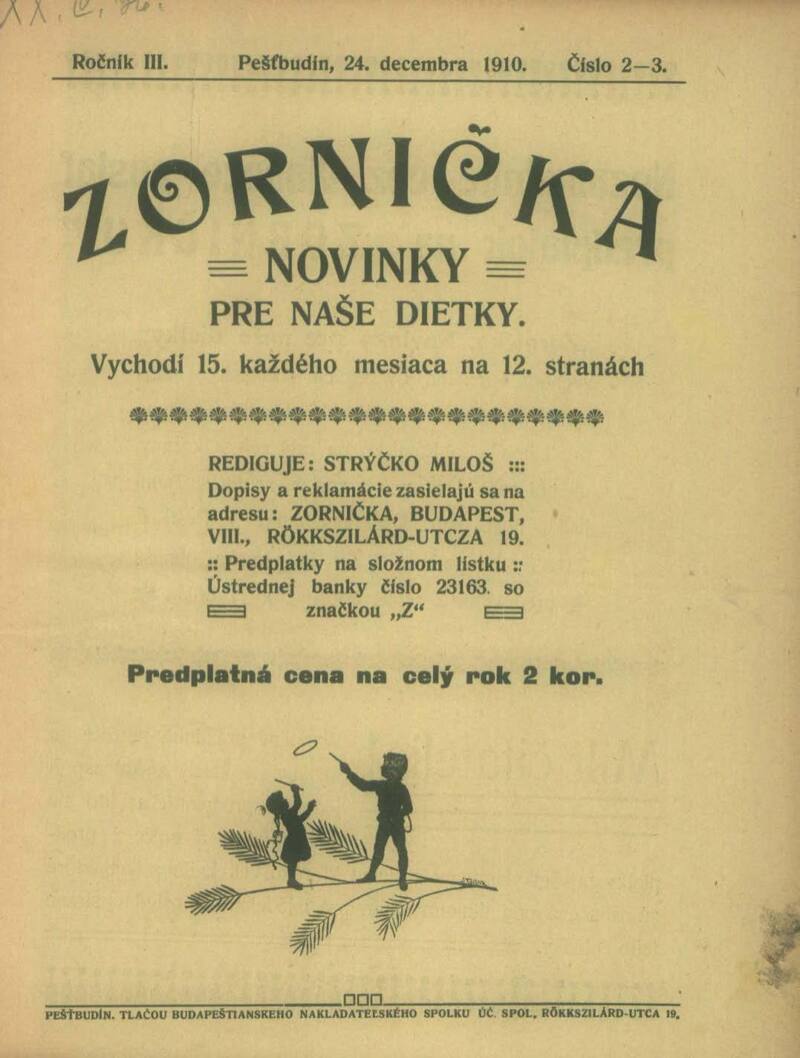 XX. C. 76.
Ročník III. Pešťbudín, 24. decembra 1910. Číslo 2—3.
ZORNIČKA
NOVINKY
PRE NAŠE DIETKY.
Vychodí 15. každého mesiaca na 12. stranách
REDIGUJE: STRÝČKO MILOŠ :::
Dopisy a reklamácie zasielajú sa na
adresu: ZORNIČKA, BUDAPEST,
VIII., RÖKKSZILÁRD-UTCZA 19.
:: Predplatky na složnom lístku ::
Ústrednej banky číslo 23163. so
značkou „Z“
Predplatná cena na celý rok 2 kor.
PEŠŤBUDÍN. TLAČOU BUDAPEŠTIANSKEHO NAKLADATEĽSKÉHO SPOLKU ÚČ. SPOL, RÖKKSZILÁRD-UTCA 19.